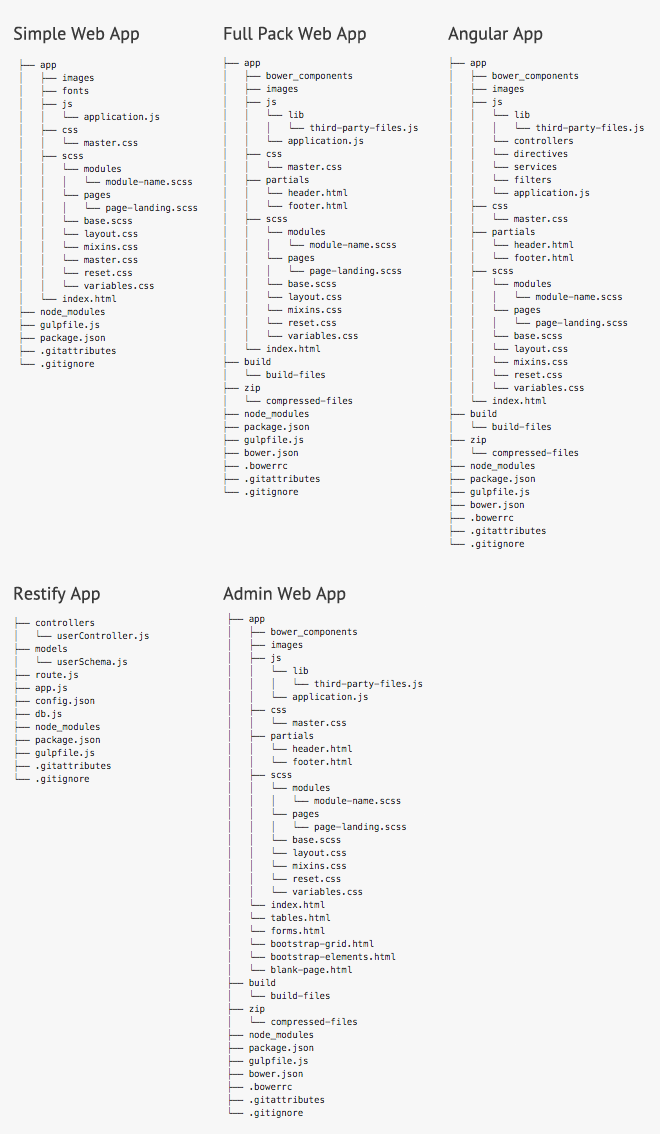 Simple Web App
├── app
│   ├── images
│   ├── fonts
│   ├── js
│   │   └── application.js
│   ├── css
│   │   └── master.css
│   ├── scss
│   │   └── modules
│   │   │   └── module-name.scss
│   │   └── pages
│   │   │   └── page-landing.scss
│   │   └── base.scss
│   │   └── layout.css
│   │   └── mixins.css
│   │   └── master.css
│   │   └── reset.css
│   │   └── variables.css
│   └── index.html
├── node_modules
├── gulpfile.js
├── package.json
├── .gitattributes
└── .gitignore
Full Pack Web App
├── app
│   ├── bower_components
│   ├── images
│   ├── js
│   │   └── lib
│   │   │   └── third-party-files.js
│   │   └── application.js
│   ├── css
│   │   └── master.css
│   ├── partials
│   │   └── header.html
│   │   └── footer.html
│   ├── scss
│   │   └── modules
│   │   │   └── module-name.scss
│   │   └── pages
│   │   │   └── page-landing.scss
│   │   └── base.scss
│   │   └── layout.css
│   │   └── mixins.css
│   │   └── reset.css
│   │   └── variables.css
│   └── index.html
├── build
│   └── build-files
├── zip
│   └── compressed-files
├── node_modules
├── package.json
├── gulpfile.js
├── bower.json
├── .bowerrc
├── .gitattributes
└── .gitignore
Angular App
├── app
│   ├── bower_components
│   ├── images
│   ├── js
│   │   └── lib
│   │   │   └── third-party-files.js
│   │   └── controllers
│   │   └── directives
│   │   └── services
│   │   └── filters
│   │   └── application.js
│   ├── css
│   │   └── master.css
│   ├── partials
│   │   └── header.html
│   │   └── footer.html
│   ├── scss
│   │   └── modules
│   │   │   └── module-name.scss
│   │   └── pages
│   │   │   └── page-landing.scss
│   │   └── base.scss
│   │   └── layout.css
│   │   └── mixins.css
│   │   └── reset.css
│   │   └── variables.css
│   └── index.html
├── build
│   └── build-files
├── zip
│   └── compressed-files
├── node_modules
├── package.json
├── gulpfile.js
├── bower.json
├── .bowerrc
├── .gitattributes
└── .gitignore
Restify App
├── controllers
│   └── userController.js
├── models
│   └── userSchema.js
├── route.js
├── app.js
├── config.json
├── db.js
├── node_modules
├── package.json
├── gulpfile.js
├── .gitattributes
└── .gitignore
Admin Web App
├── app
│   ├── bower_components
│   ├── images
│   ├── js
│   │   └── lib
│   │   │   └── third-party-files.js
│   │   └── application.js
│   ├── css
│   │   └── master.css
│   ├── partials
│   │   └── header.html
│   │   └── footer.html
│   ├── scss
│   │   └── modules
│   │   │   └── module-name.scss
│   │   └── pages
│   │   │   └── page-landing.scss
│   │   └── base.scss
│   │   └── layout.css
│   │   └── mixins.css
│   │   └── reset.css
│   │   └── variables.css
│   └── index.html
│   └── tables.html
│   └── forms.html
│   └── bootstrap-grid.html
│   └── bootstrap-elements.html
│   └── blank-page.html
├── build
│   └── build-files
├── zip
│   └── compressed-files
├── node_modules
├── package.json
├── gulpfile.js
├── bower.json
├── .bowerrc
├── .gitattributes
└── .gitignore